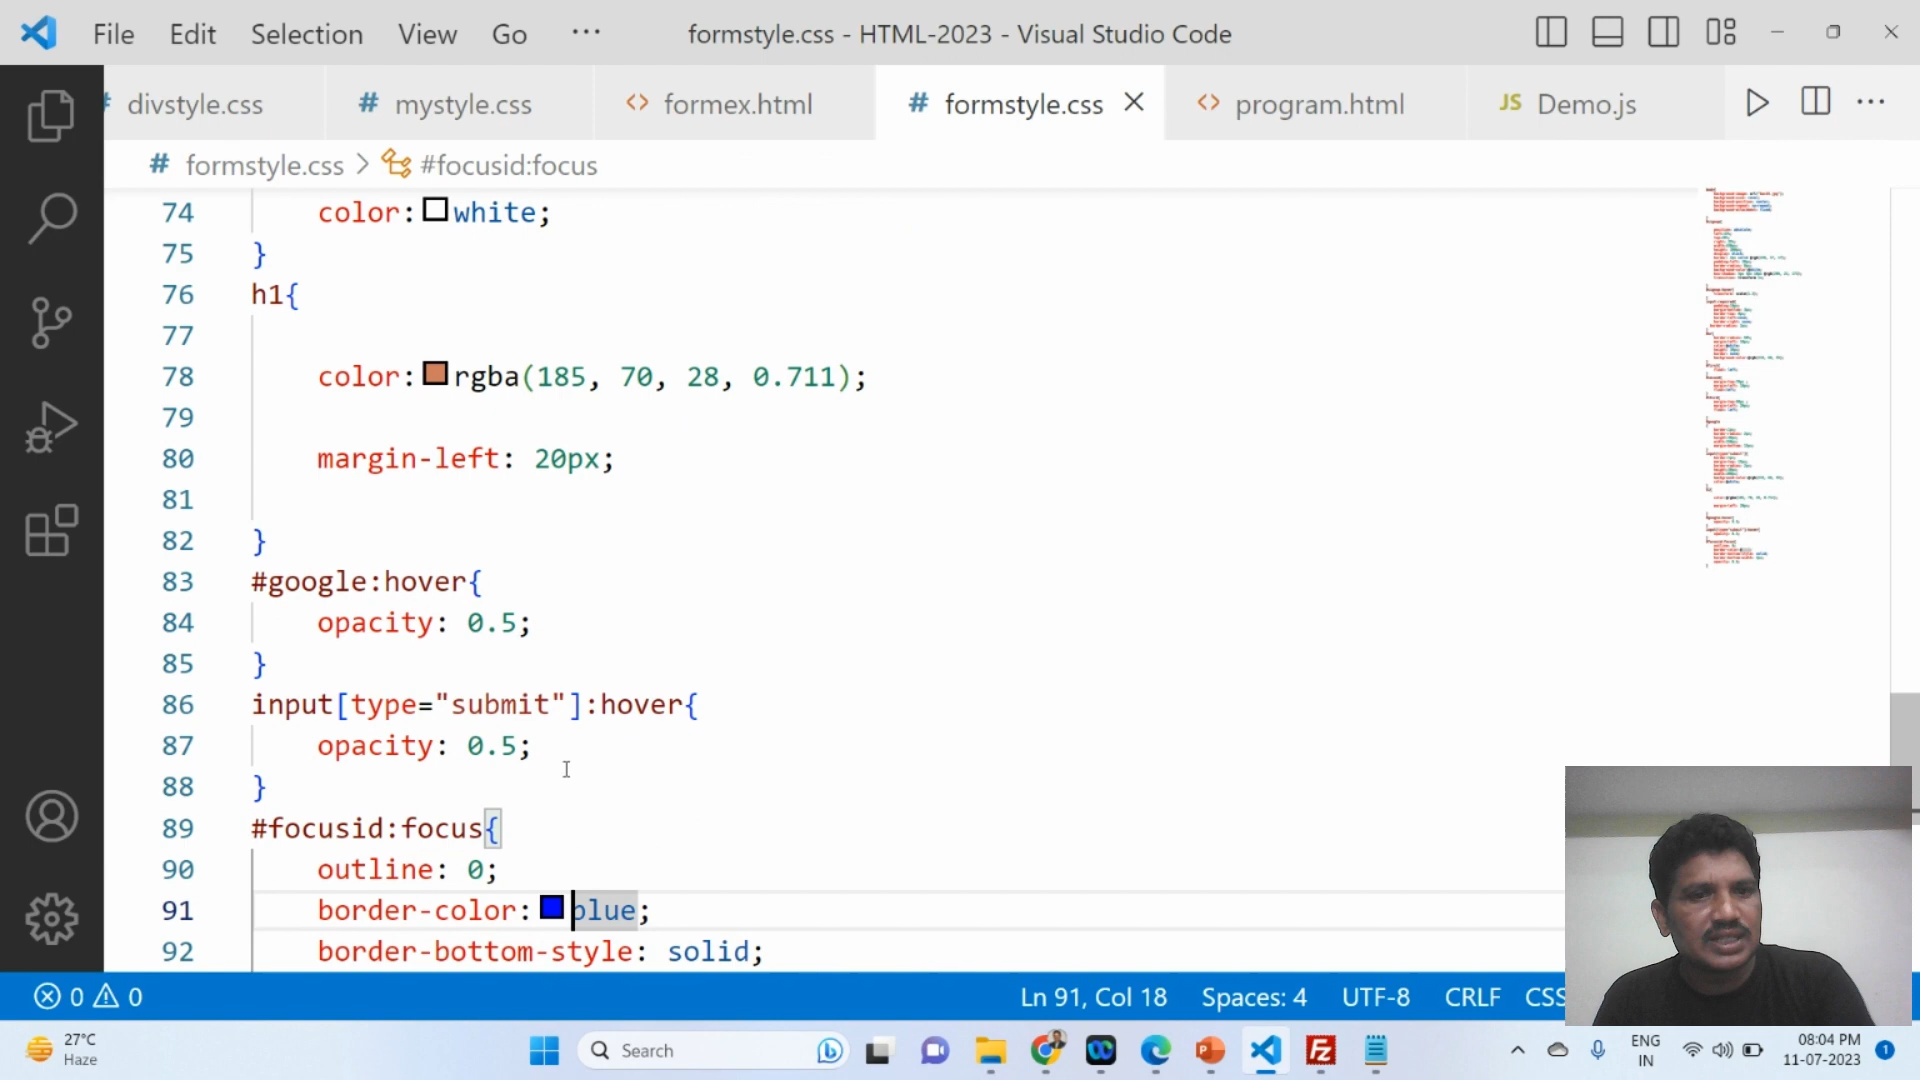 File Edit Selection View Go ··· formstyle.css - HTML-2023 - Visual Studio Code
# divstyle.css # mystyle.css <> formex.html # formstyle.css <> program.html JS Demo.js ···
# formstyle.css > #focusid:focus
74 color: white;
75 }
76 h1{
77
78 color: rgba(185, 70, 28, 0.711);
79
80 margin-left: 20px;
81
82 }
83 #google:hover{
84 opacity: 0.5;
85 }
86 input[type="submit"]:hover{
87 opacity: 0.5;
88 }
89 #focusid:focus{
90 outline: 0;
91 border-color: blue;
92 border-bottom-style: solid;
0 0 Ln 91, Col 18 Spaces: 4 UTF-8 CRLF CSS
27°C
Haze
Search
ENG
IN
08:04 PM
11-07-2023
1